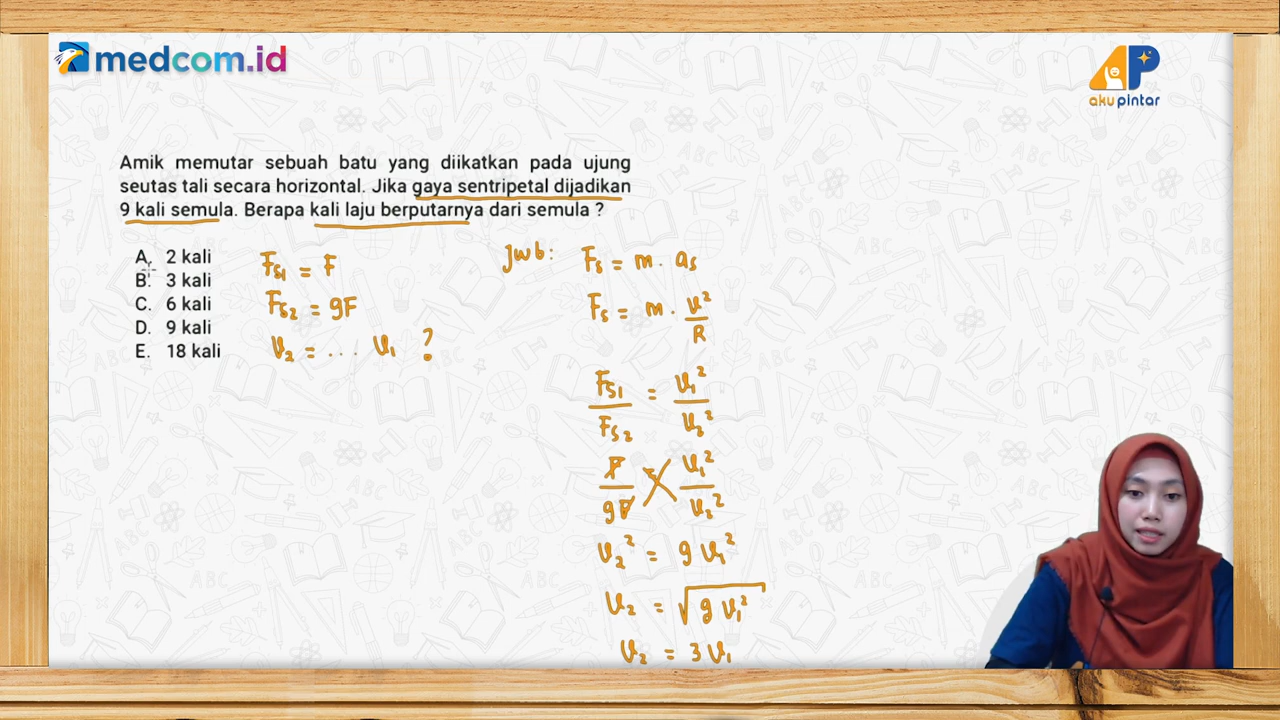 medcom.id
AP
aku pintar
Amik memutar sebuah batu yang diikatkan pada ujung
seutas tali secara horizontal. Jika gaya sentripetal dijadikan
9 kali semula. Berapa kali laju berputarnya dari semula ?
A. 2 kali
B. 3 kali
C. 6 kali
D. 9 kali
E. 18 kali
Fs₁ = F
Fs₂ = 9F
v₂ = ... v₁ ?
Jwb:
Fs = m . as
Fs = m . v²/R
Fs₁/Fs₂ = v₁²/v₂²
F/9F = v₁²/v₂²
v₂² = 9 v₁²
v₂ = √9 v₁²
v₂ = 3 v₁